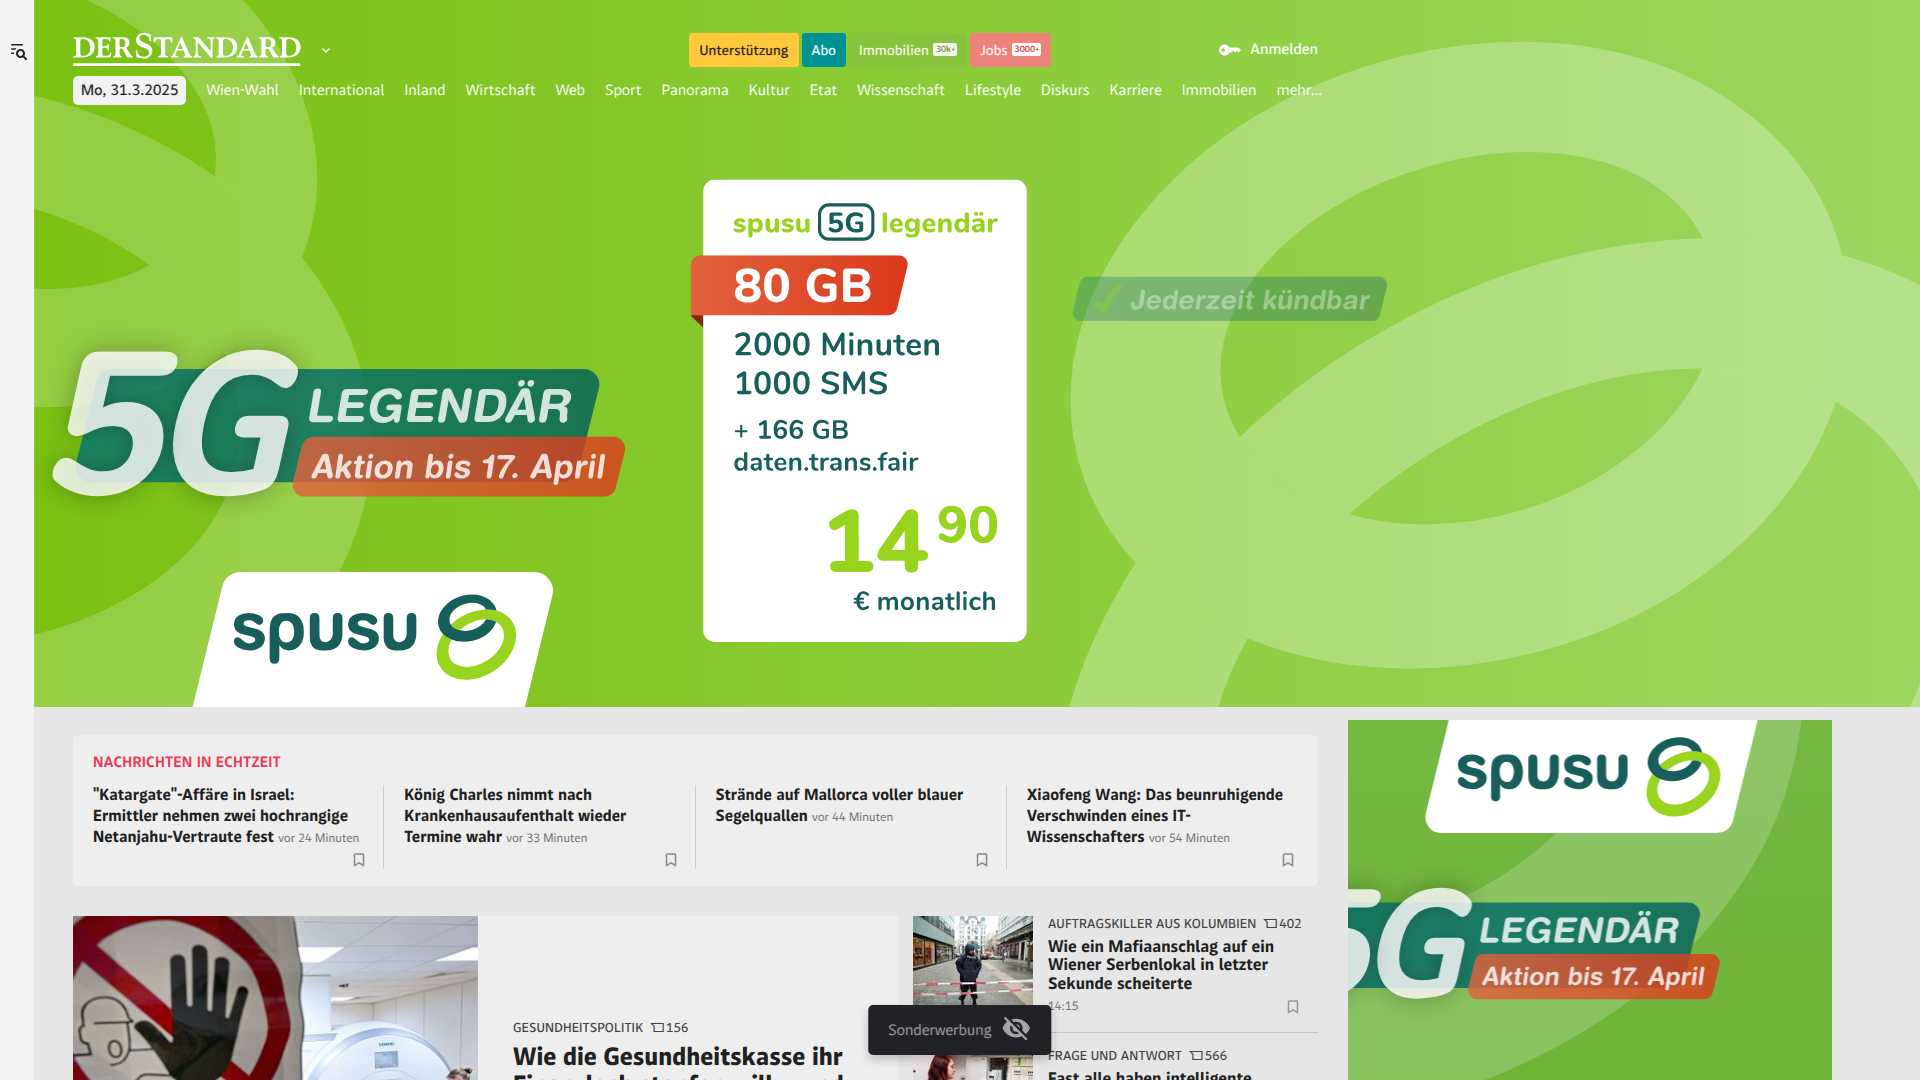 DERSTANDARD
Unterstützung
Abo
Immobilien 30k+
Jobs 3000+
Anmelden
Mo, 31.3.2025
Wien-Wahl
International
Inland
Wirtschaft
Web
Sport
Panorama
Kultur
Etat
Wissenschaft
Lifestyle
Diskurs
Karriere
Immobilien
mehr...
5G LEGENDÄR
Aktion bis 17. April
spusu
spusu 5G legendär
80 GB
2000 Minuten
1000 SMS
+ 166 GB
daten.trans.fair
14 90
€ monatlich
Jederzeit kündbar
NACHRICHTEN IN ECHTZEIT
"Katargate"-Affäre in Israel:
Ermittler nehmen zwei hochrangige
Netanjahu-Vertraute fest vor 24 Minuten
König Charles nimmt nach
Krankenhausaufenthalt wieder
Termine wahr vor 33 Minuten
Strände auf Mallorca voller blauer
Segelquallen vor 44 Minuten
Xiaofeng Wang: Das beunruhigende
Verschwinden eines IT-
Wissenschafters vor 54 Minuten
spusu
5G LEGENDÄR
Aktion bis 17. April
GESUNDHEITSPOLITIK 156
Wie die Gesundheitskasse ihr
AUFTRAGSKILLER AUS KOLUMBIEN 402
Wie ein Mafiaanschlag auf ein
Wiener Serbenlokal in letzter
Sekunde scheiterte
14:15
Sonderwerbung
FRAGE UND ANTWORT 566
Fast alle haben intelligente